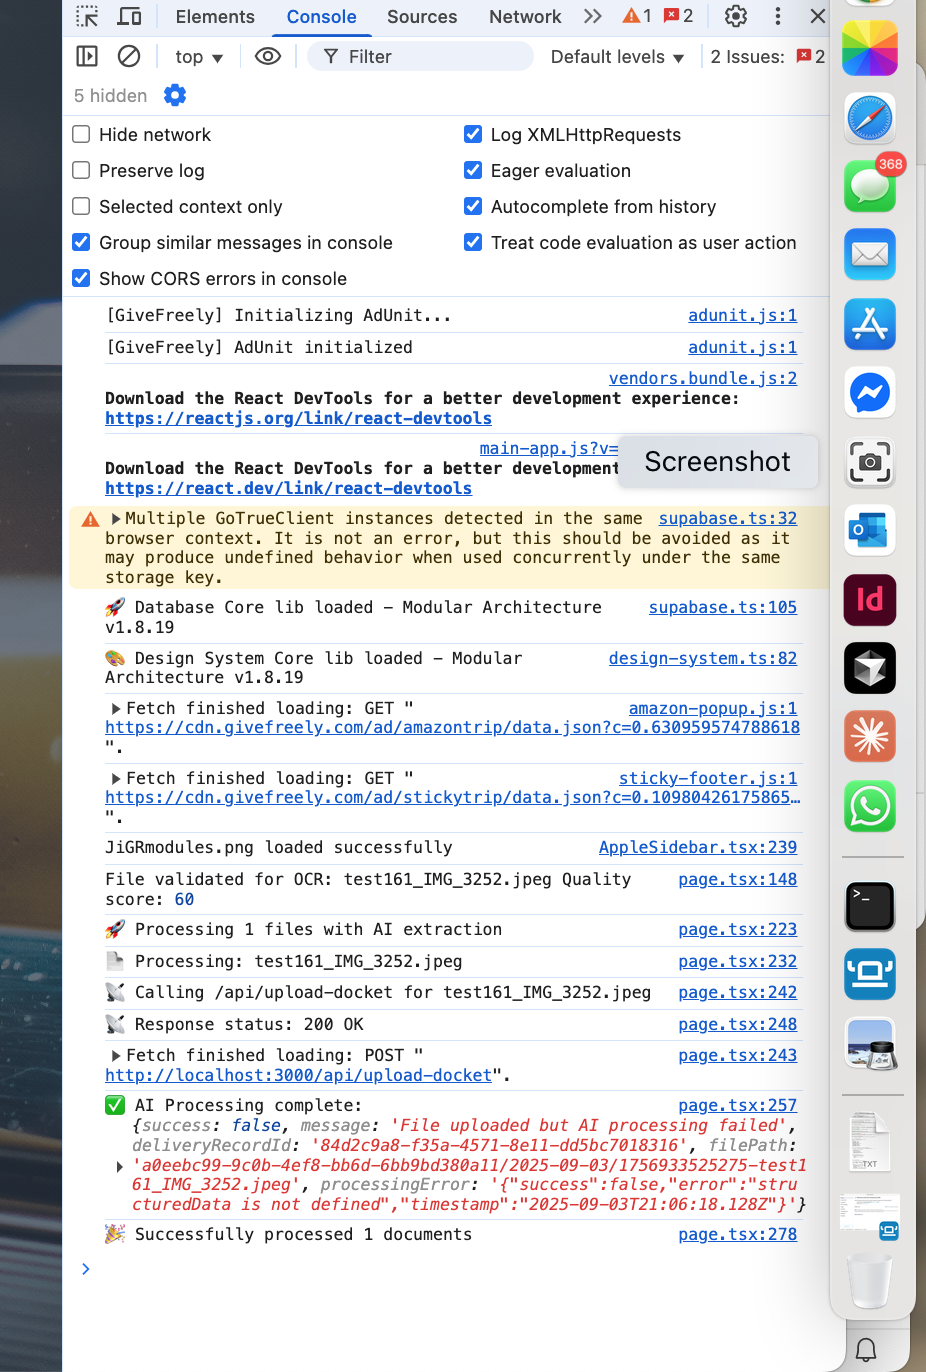 Elements Console Sources Network 1 2
top Filter Default levels 2 Issues: 2
5 hidden
Hide network Log XMLHttpRequests
Preserve log Eager evaluation
Selected context only Autocomplete from history
Group similar messages in console Treat code evaluation as user action
Show CORS errors in console
[GiveFreely] Initializing AdUnit... adunit.js:1
[GiveFreely] AdUnit initialized adunit.js:1
vendors.bundle.js:2
Download the React DevTools for a better development experience:
https://reactjs.org/link/react-devtools
main-app.js?v=
Download the React DevTools for a better development
https://react.dev/link/react-devtools
Screenshot
Multiple GoTrueClient instances detected in the same supabase.ts:32
browser context. It is not an error, but this should be avoided as it
may produce undefined behavior when used concurrently under the same
storage key.
🚀 Database Core lib loaded – Modular Architecture supabase.ts:105
v1.8.19
🎨 Design System Core lib loaded – Modular design-system.ts:82
Architecture v1.8.19
Fetch finished loading: GET " amazon-popup.js:1
https://cdn.givefreely.com/ad/amazontrip/data.json?c=0.630959574788618
".
Fetch finished loading: GET " sticky-footer.js:1
https://cdn.givefreely.com/ad/stickytrip/data.json?c=0.10980426175865…
".
JiGRmodules.png loaded successfully AppleSidebar.tsx:239
File validated for OCR: test161_IMG_3252.jpeg Quality page.tsx:148
score: 60
🚀 Processing 1 files with AI extraction page.tsx:223
📄 Processing: test161_IMG_3252.jpeg page.tsx:232
📡 Calling /api/upload-docket for test161_IMG_3252.jpeg page.tsx:242
📡 Response status: 200 OK page.tsx:248
Fetch finished loading: POST " page.tsx:243
http://localhost:3000/api/upload-docket".
✅ AI Processing complete: page.tsx:257
{success: false, message: 'File uploaded but AI processing failed',
deliveryRecordId: '84d2c9a8-f35a-4571-8e11-dd5bc7018316', filePath:
'a0eebc99-9c0b-4ef8-bb6d-6bb9bd380a11/2025-09-03/1756933525275-test1
61_IMG_3252.jpeg', processingError: '{"success":false,"error":"stru
cturedData is not defined","timestamp":"2025-09-03T21:06:18.128Z"}'}
🎉 Successfully processed 1 documents page.tsx:278
368
Id
TXT